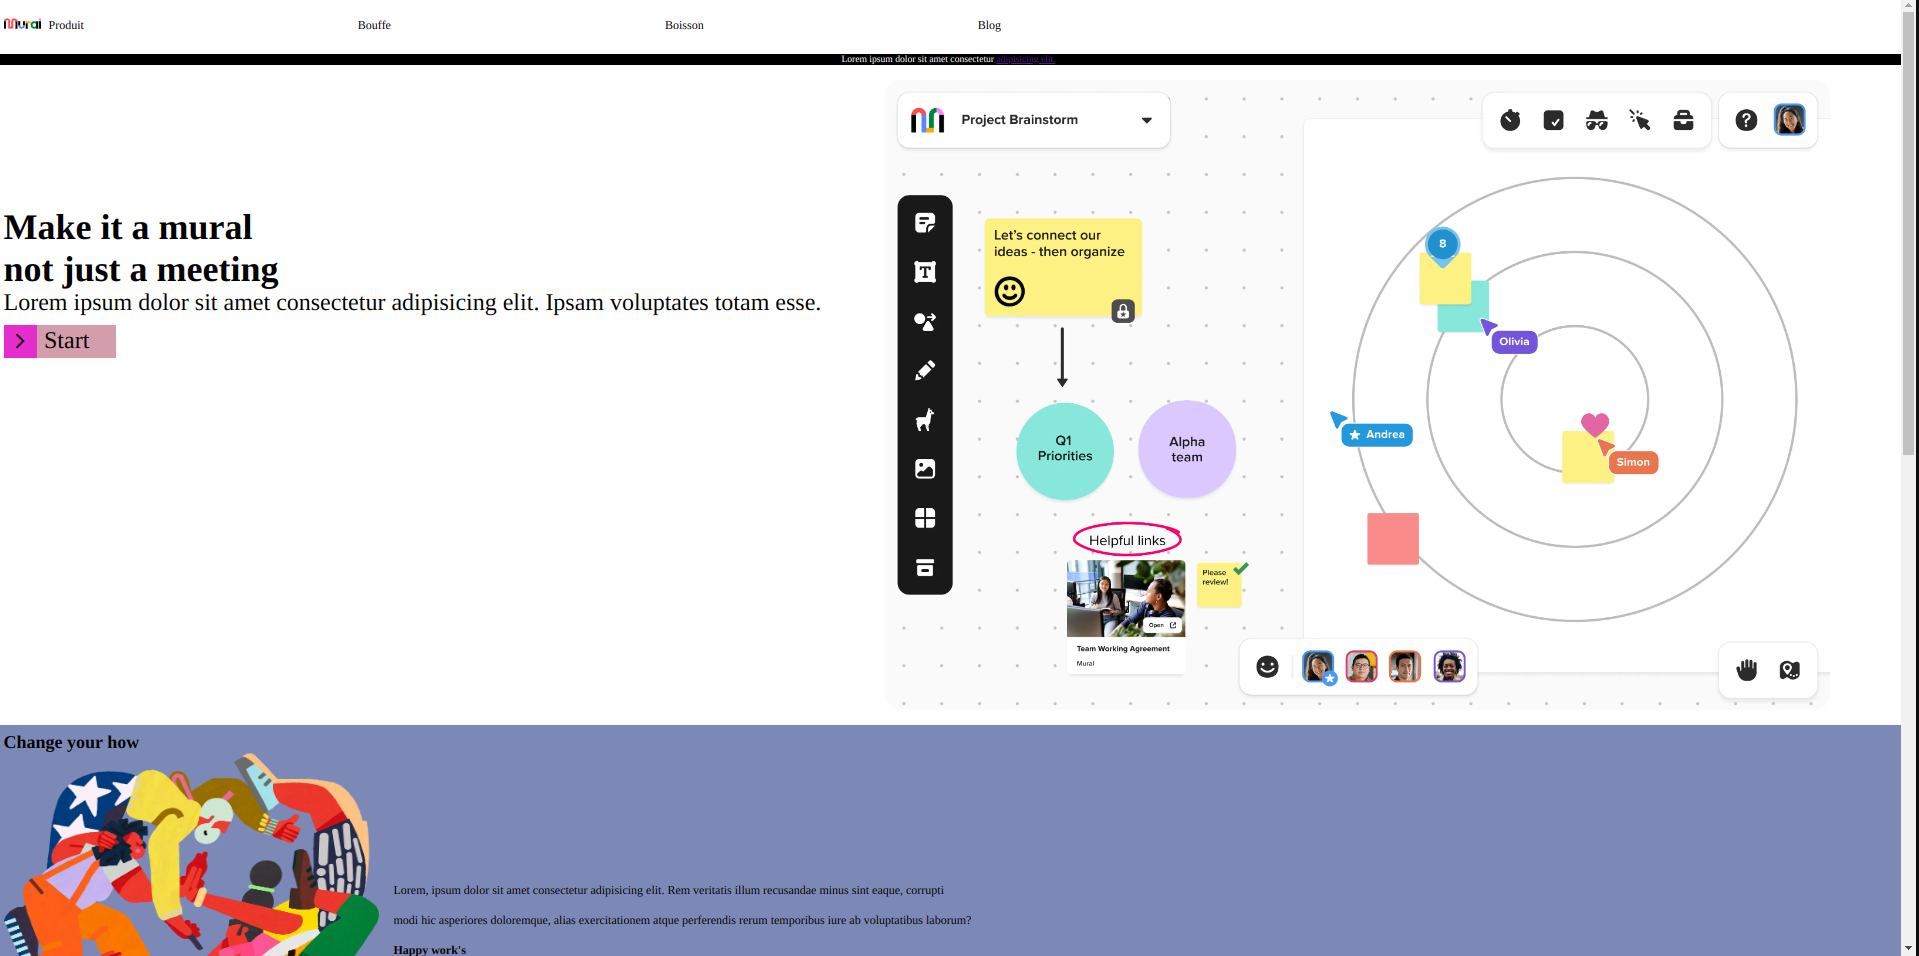 Mural Produit Bouffe Boisson Blog
Lorem ipsum dolor sit amet consectetur adipisicing elit.
Make it a mural
not just a meeting
Lorem ipsum dolor sit amet consectetur adipisicing elit. Ipsam voluptates totam esse.
Start
Project Brainstorm
Let's connect our
ideas - then organize
T
8
Olivia
Andrea
Simon
Q1
Priorities
Alpha
team
Helpful links
Please
review!
Open
Team Working Agreement
Mural
?
Change your how
Lorem, ipsum dolor sit amet consectetur adipisicing elit. Rem veritatis illum recusandae minus sint eaque, corrupti
modi hic asperiores doloremque, alias exercitationem atque perferendis rerum temporibus iure ab voluptatibus laborum?
Happy work's